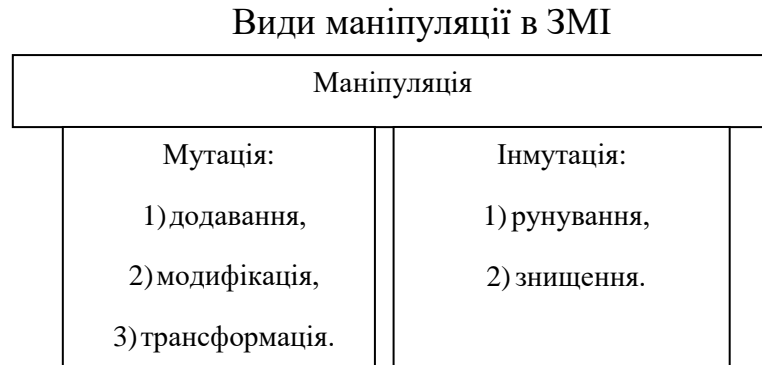 Види маніпуляції в ЗМІ
Маніпуляція
Мутація:
1) додавання,
2) модифікація,
3) трансформація.
Інмутація:
1) рунування,
2) знищення.